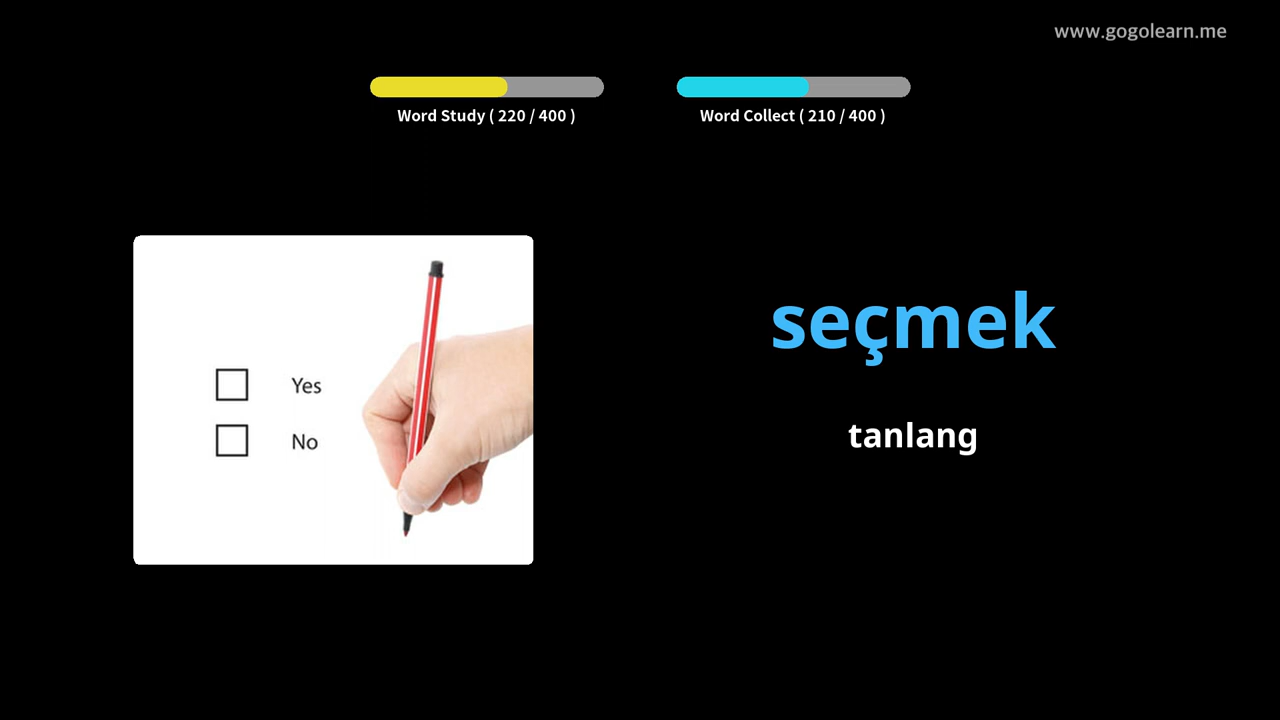 www.gogolearn.me
Word Study ( 220 / 400 )
Word Collect ( 210 / 400 )
Yes
No
seçmek
tanlang